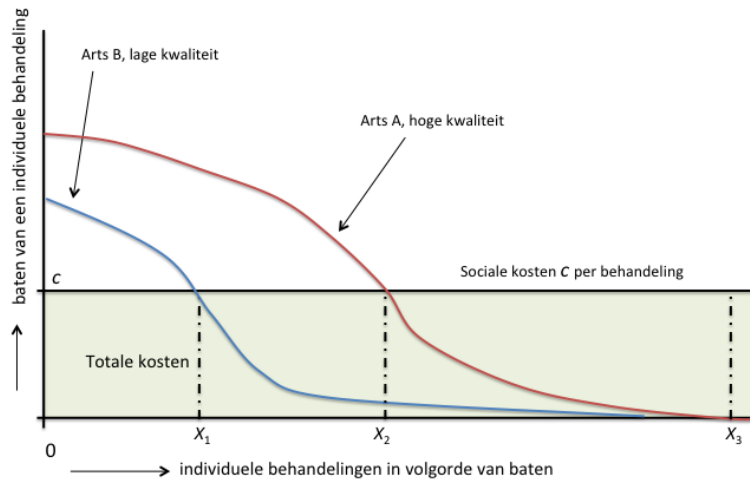 baten van een individuele behandeling
Arts B, lage kwaliteit
Arts A, hoge kwaliteit
c
Sociale kosten c per behandeling
Totale kosten
0
X1
X2
X3
individuele behandelingen in volgorde van baten